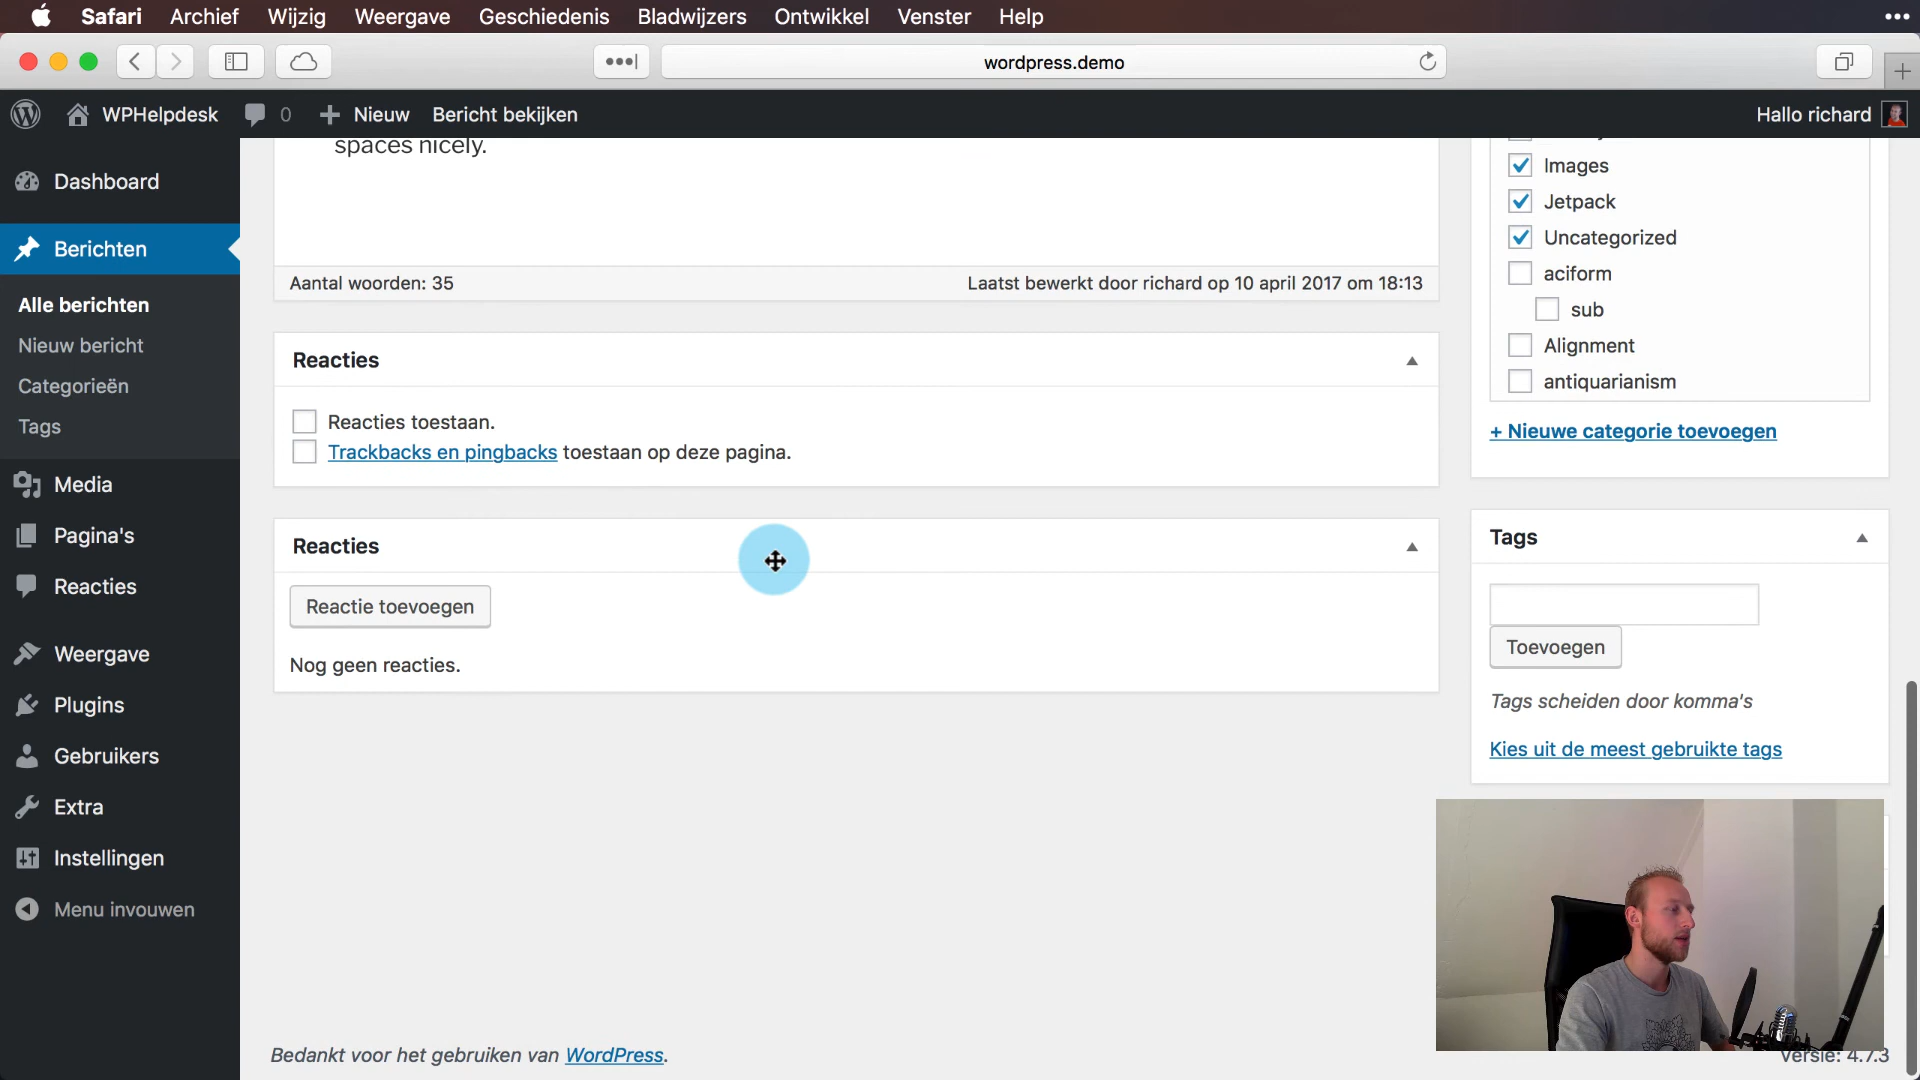 Safari Archief Wijzig Weergave Geschiedenis Bladwijzers Ontwikkel Venster Help
wordpress.demo
WPHelpdesk 0 Nieuw Bericht bekijken Hallo richard
Dashboard
Berichten
Alle berichten
Nieuw bericht
Categorieën
Tags
Media
Pagina's
Reacties
Weergave
Plugins
Gebruikers
Extra
Instellingen
Menu invouwen
spaces nicely.
Aantal woorden: 35 Laatst bewerkt door richard op 10 april 2017 om 18:13
Reacties
Reacties toestaan.
Trackbacks en pingbacks toestaan op deze pagina.
Reacties
Reactie toevoegen
Nog geen reacties.
Images
Jetpack
Uncategorized
aciform
sub
Alignment
antiquarianism
+ Nieuwe categorie toevoegen
Tags
Toevoegen
Tags scheiden door komma's
Kies uit de meest gebruikte tags
Bedankt voor het gebruiken van WordPress.
Versie: 4.7.3